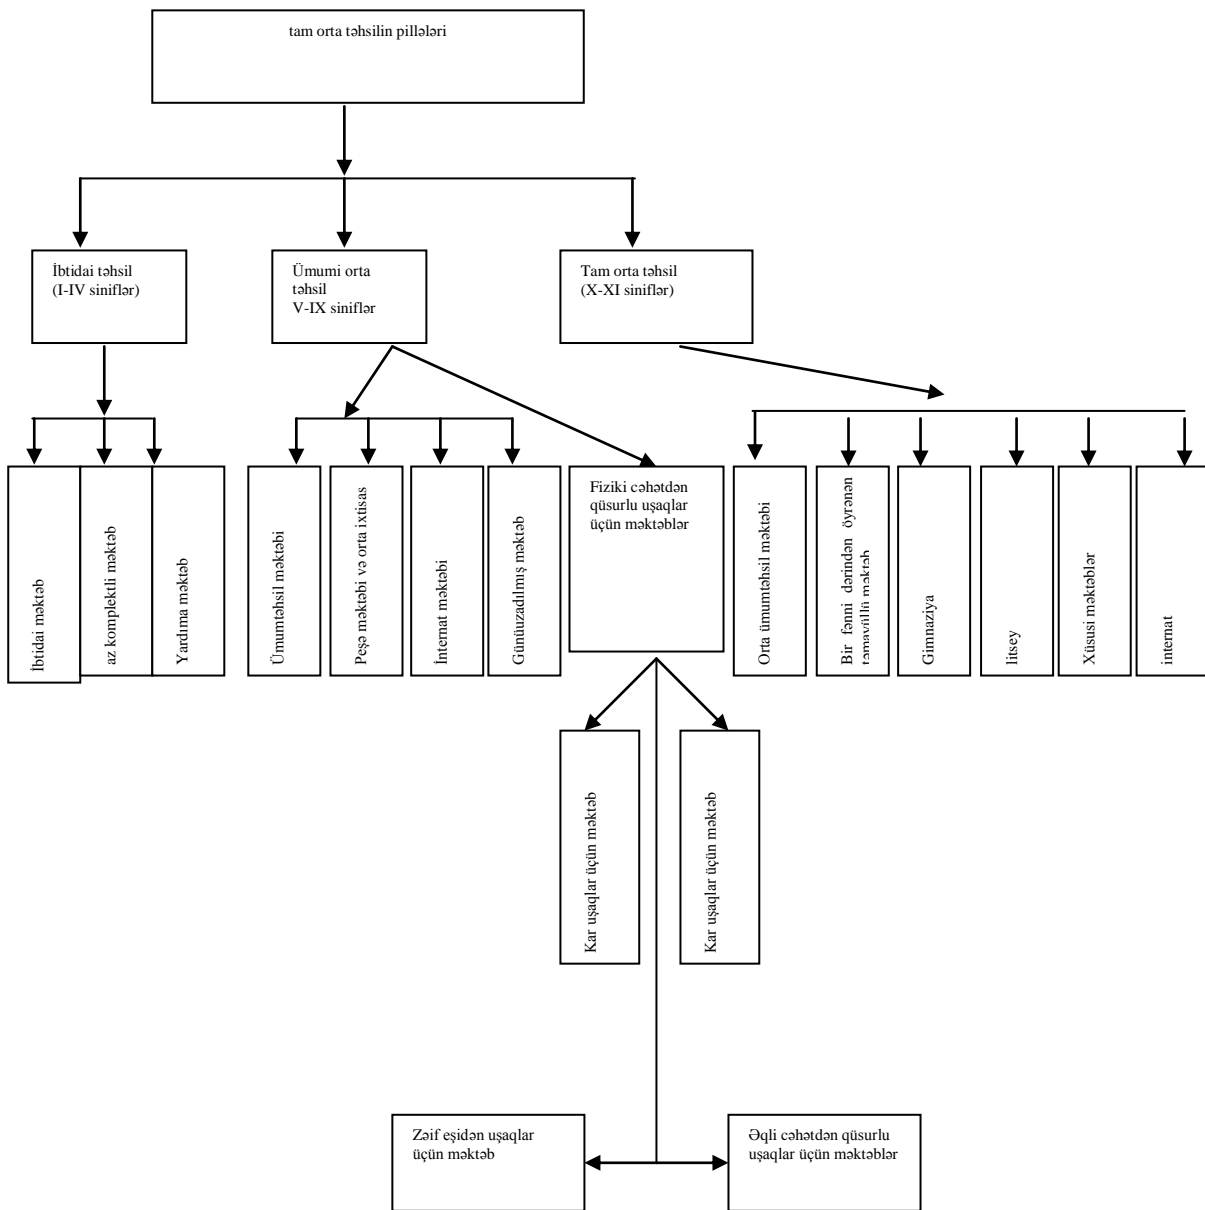 tam orta təhsilin pillələri
İbtidai təhsil
(I-IV siniflər)
Ümumi orta
təhsil
V-IX siniflər
Tam orta təhsil
(X-XI siniflər)
İbtidai məktəb
az komplektli məktəb
Yardıma məktəb
Ümumtəhsil məktəbi
Peşə məktəbi və orta ixtisas
İnternat məktəbi
Günüuzadılmış məktəb
Fiziki cəhətdən
qüsurlu uşaqlar
üçün məktəblər
Orta ümumtəhsil məktəbi
Bir fənni dərindən öyrənən
təmayüllü məktəb
Gimnaziya
litsey
Xüsusi məktəblər
internat
Kar uşaqlar üçün məktəb
Kar uşaqlar üçün məktəb
Zəif eşidən uşaqlar
üçün məktəb
Əqli cəhətdən qüsurlu
uşaqlar üçün məktəblər